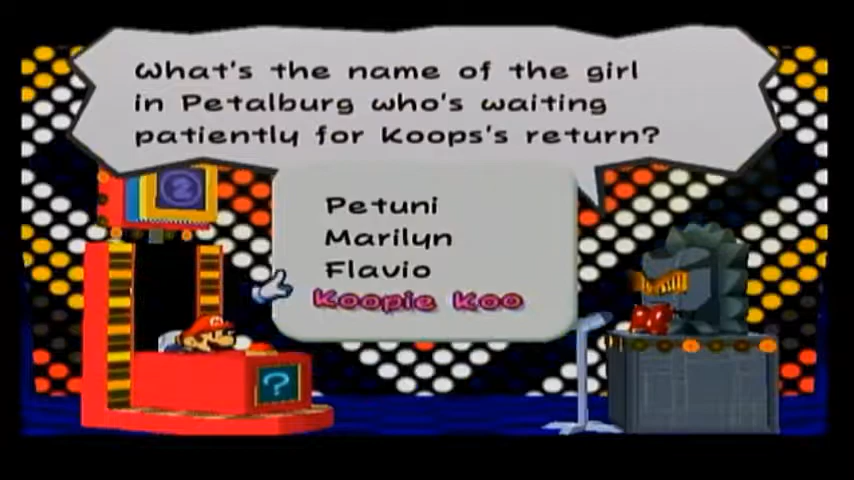 What's the name of the girl
in Petalburg who's waiting
patiently for Koops's return?
Petuni
Marilyn
Flavio
Koopie Koo
2
?